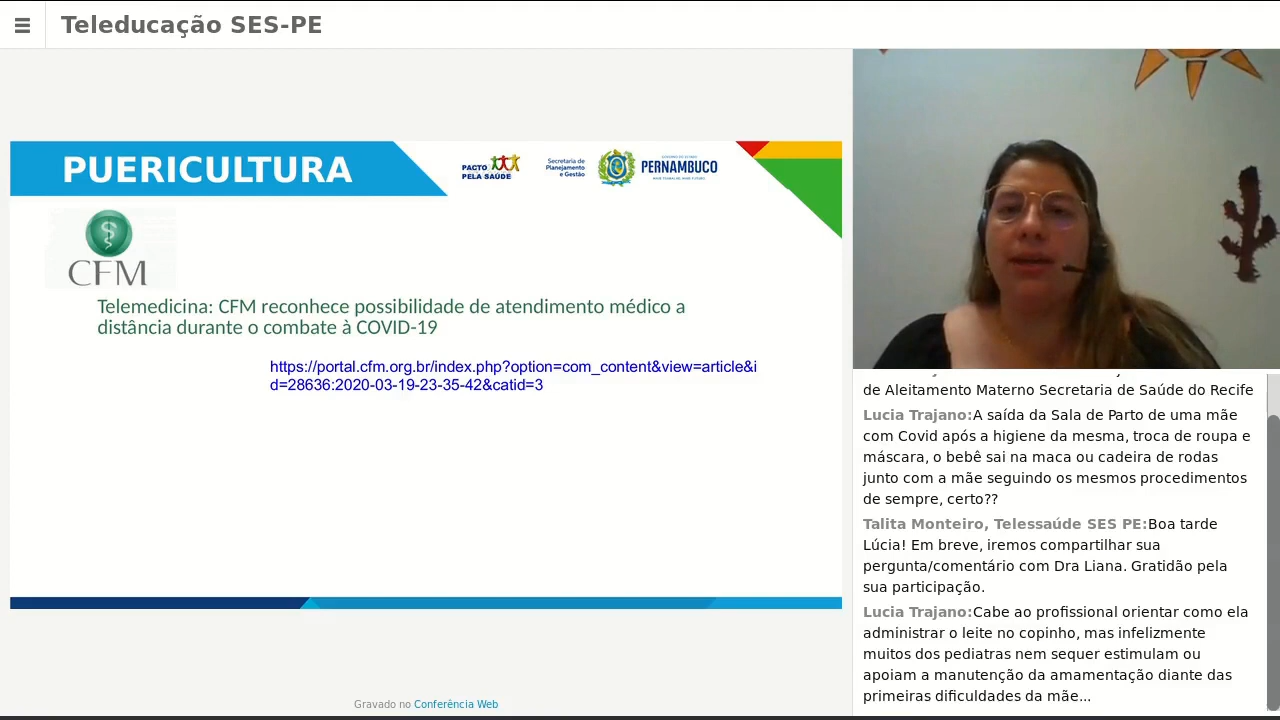 Teleducação SES-PE
PUERICULTURA
PACTO
PELA SAÚDE
Secretaria de
Planejamento
e Gestão
PERNAMBUCO
CFM
Telemedicina: CFM reconhece possibilidade de atendimento médico a
distância durante o combate à COVID-19
https://portal.cfm.org.br/index.php?option=com_content&view=article&i
d=28636:2020-03-19-23-35-42&catid=3
de Aleitamento Materno Secretaria de Saúde do Recife
Lucia Trajano:A saída da Sala de Parto de uma mãe
com Covid após a higiene da mesma, troca de roupa e
máscara, o bebê sai na maca ou cadeira de rodas
junto com a mãe seguindo os mesmos procedimentos
de sempre, certo??
Talita Monteiro, Telessaúde SES PE:Boa tarde
Lúcia! Em breve, iremos compartilhar sua
pergunta/comentário com Dra Liana. Gratidão pela
sua participação.
Lucia Trajano:Cabe ao profissional orientar como ela
administrar o leite no copinho, mas infelizmente
muitos dos pediatras nem sequer estimulam ou
apoiam a manutenção da amamentação diante das
primeiras dificuldades da mãe...
Gravado no Conferência Web